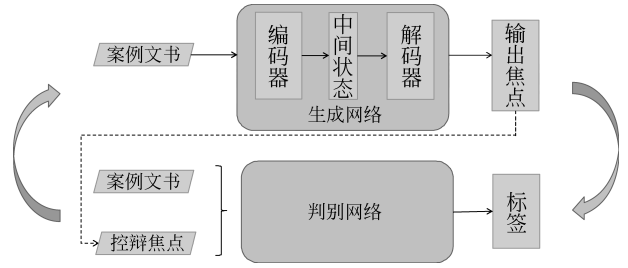 案例文书
编码器
中间状态
解码器
生成网络
输出焦点
案例文书
控辩焦点
判别网络
标签